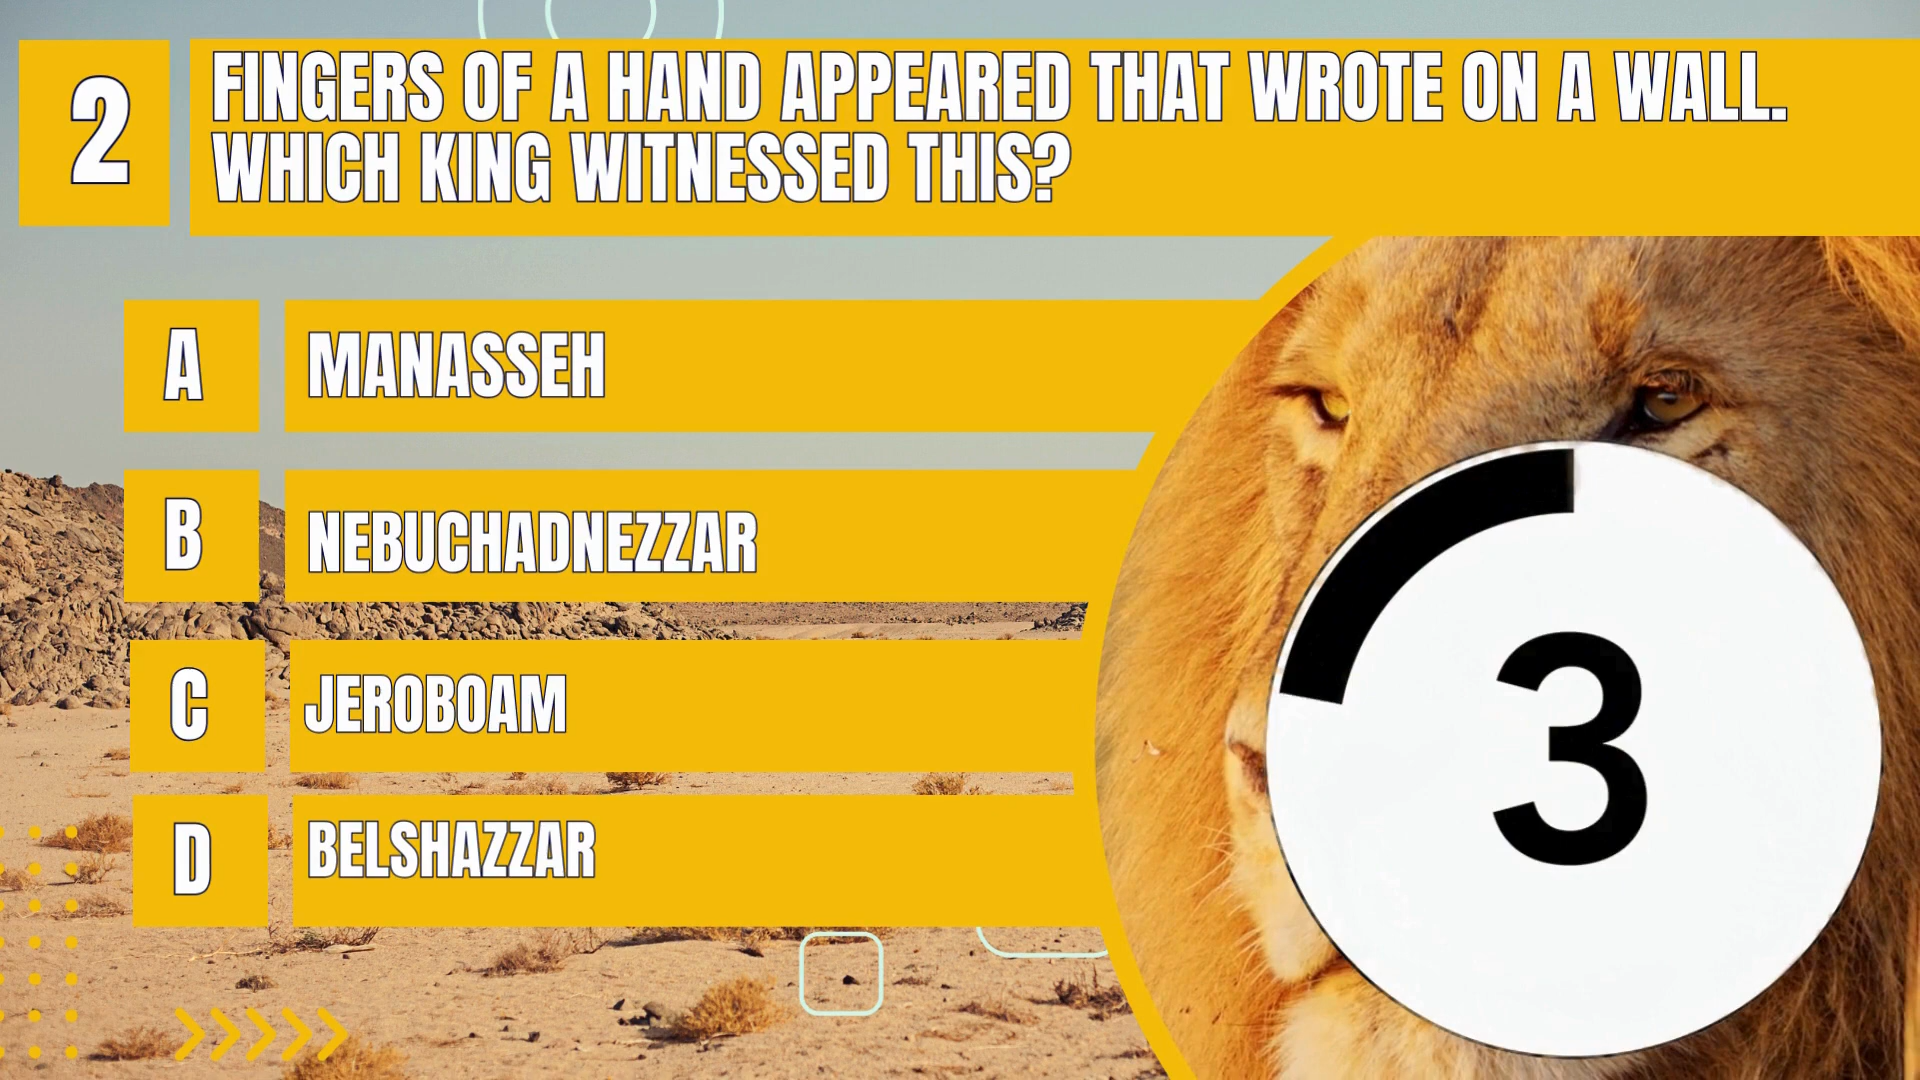 2
FINGERS OF A HAND APPEARED THAT WROTE ON A WALL.
WHICH KING WITNESSED THIS?
A
MANASSEH
B
NEBUCHADNEZZAR
C
JEROBOAM
D
BELSHAZZAR
3